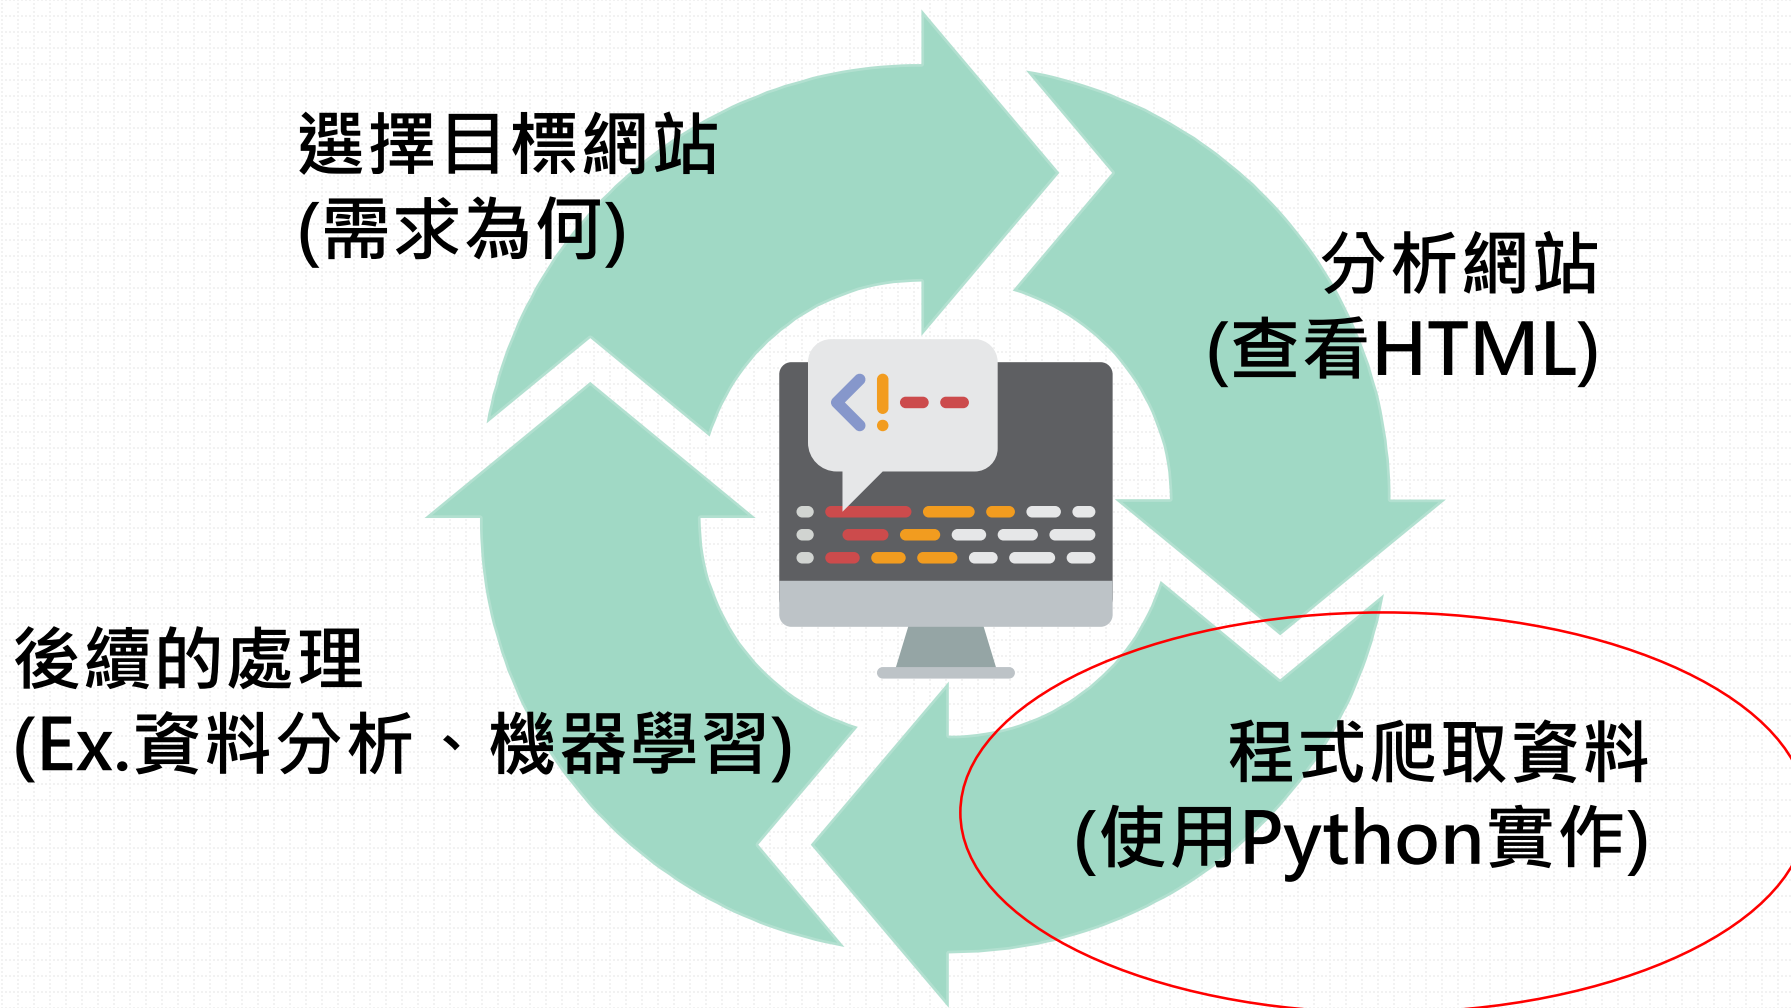 選擇目標網站
(需求為何)
分析網站
(查看HTML)
程式爬取資料
(使用Python實作)
後續的處理
(Ex.資料分析、機器學習)
<!--